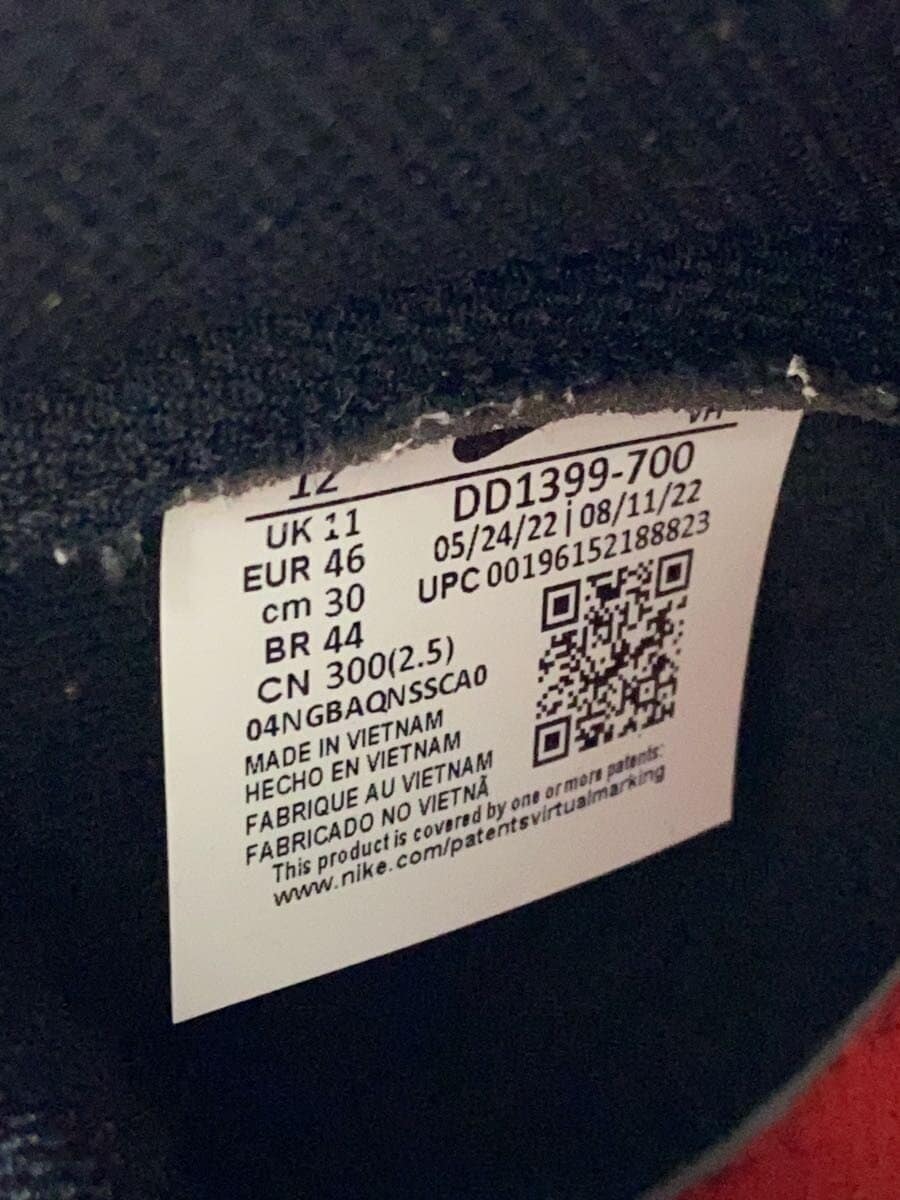 12
UK 11
EUR 46
cm 30
BR 44
CN 300(2.5)
DD1399-700
05/24/22 | 08/11/22
UPC 00196152188823
04NGBAQNSSCA0
MADE IN VIETNAM
HECHO EN VIETNAM
FABRIQUE AU VIETNAM
FABRICADO NO VIETNÃ
This product is covered by one or more patents:
www.nike.com/patentsvirtualmarking